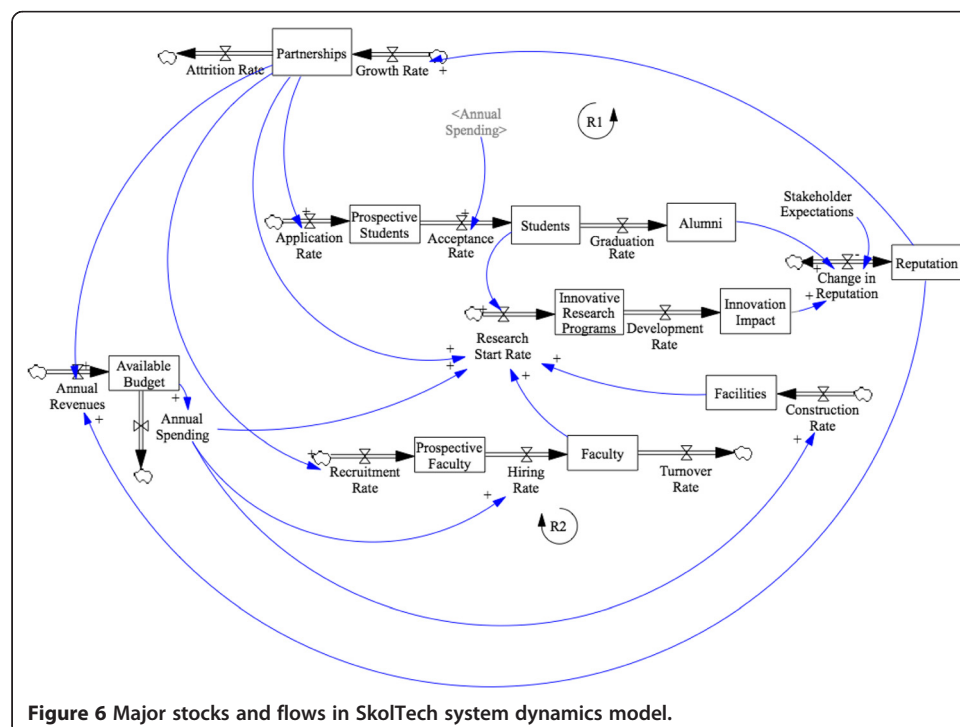 Partnerships
Attrition Rate
Growth Rate
+
<Annual
Spending>
R1
Stakeholder
Expectations
+
Application
Rate
Prospective
Students
+
Acceptance
Rate
Students
Graduation
Rate
Alumni
-
+
Change in
Reputation
+
Reputation
+
Research
Start Rate
Innovative
Research
Programs
Development
Rate
Innovation
Impact
+
+
+
+
+
Annual
Revenues
+
Available
Budget
+
Annual
Spending
Facilities
Construction
Rate
+
+
Recruitment
Rate
Prospective
Faculty
Hiring
Rate
+
Faculty
Turnover
Rate
R2
Figure 6 Major stocks and flows in SkolTech system dynamics model.